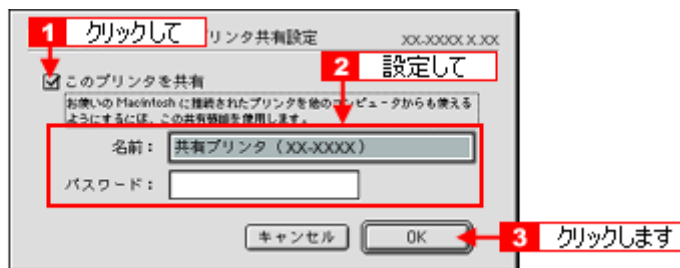 1 クリックして
リンタ共有設定 XX-XXXX X.XX
2 設定して
このプリンタを共有
お使いの Macintosh に接続されたプリンタを他のコンピュータからも使える
ようにするには、この共有機能を使用します。
名前： 共有プリンタ（XX-XXXX）
パスワード：
キャンセル OK
3 クリックします